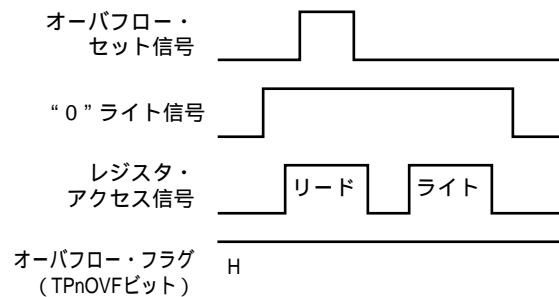 オーバフロー・
セット信号
“０”ライト信号
レジスタ・
アクセス信号
リード
ライト
オーバフロー・フラグ
（TPnOVFビット）
H